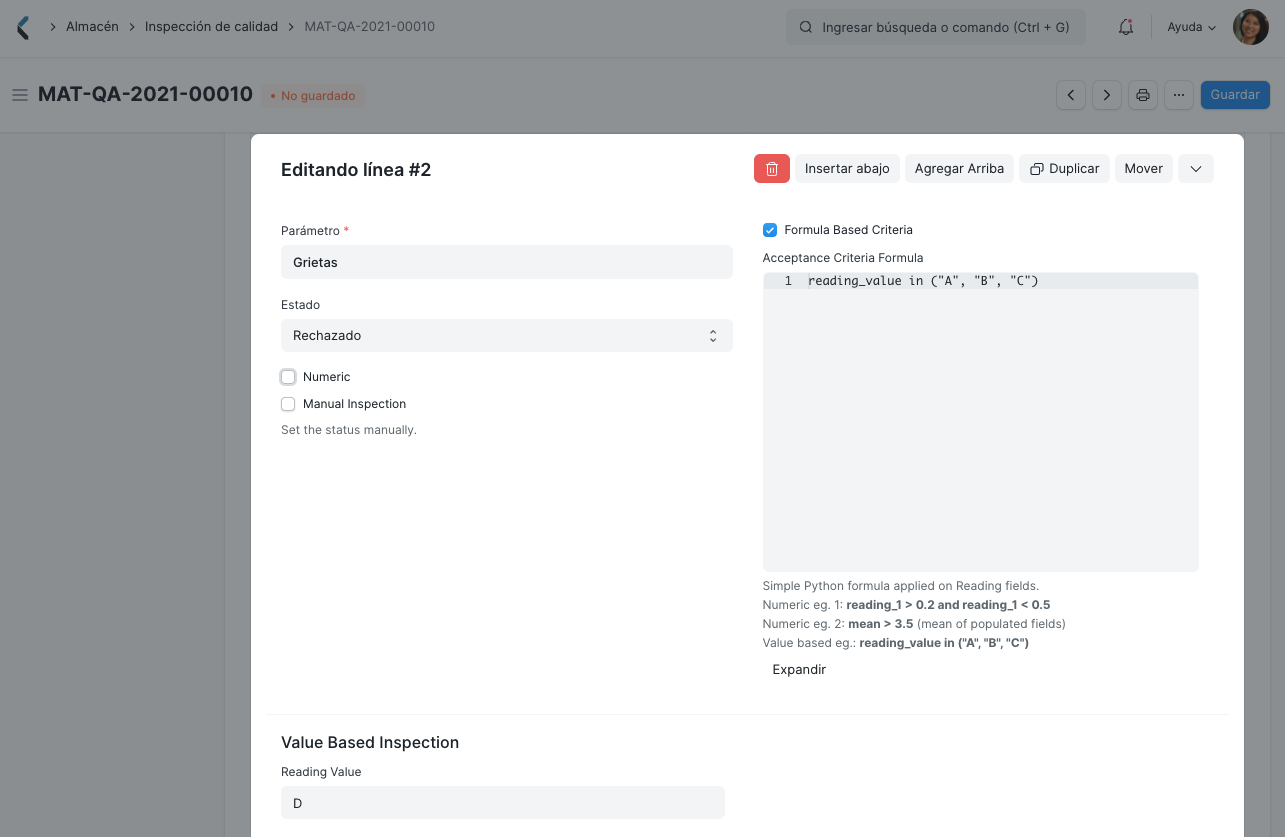 Almacén
Inspección de calidad
MAT-QA-2021-00010
Ingresar búsqueda o comando (Ctrl + G)
Ayuda
MAT-QA-2021-00010
No guardado
Guardar
Editando línea #2
Insertar abajo
Agregar Arriba
Duplicar
Mover
Parámetro *
Grietas
Estado
Rechazado
Numeric
Manual Inspection
Set the status manually.
Formula Based Criteria
Acceptance Criteria Formula
1 reading_value in ("A", "B", "C")
Simple Python formula applied on Reading fields.
Numeric eg. 1: reading_1 > 0.2 and reading_1 < 0.5
Numeric eg. 2: mean > 3.5 (mean of populated fields)
Value based eg.: reading_value in ("A", "B", "C")
Expandir
Value Based Inspection
Reading Value
D